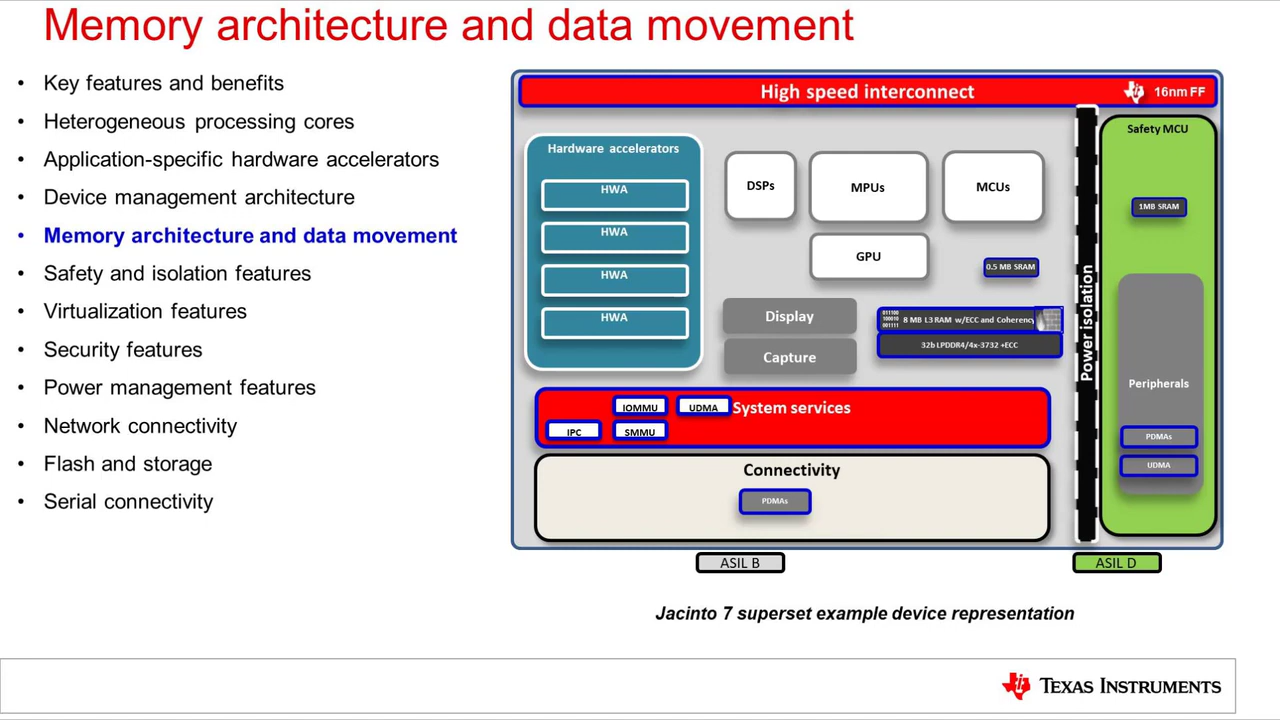 Memory architecture and data movement
• Key features and benefits
• Heterogeneous processing cores
• Application-specific hardware accelerators
• Device management architecture
• Memory architecture and data movement
• Safety and isolation features
• Virtualization features
• Security features
• Power management features
• Network connectivity
• Flash and storage
• Serial connectivity
High speed interconnect
16nm FF
Hardware accelerators
HWA
HWA
HWA
HWA
DSPs
MPUs
MCUs
GPU
0.5 MB SRAM
Display
Capture
011100
100010
001111
8 MB L3 RAM w/ECC and Coherency
32b LPDDR4/4x-3732 +ECC
System services
IOMMU
UDMA
IPC
SMMU
Connectivity
PDMAs
Power isolation
Safety MCU
1MB SRAM
Peripherals
PDMAs
UDMA
ASIL B
ASIL D
Jacinto 7 superset example device representation
TEXAS INSTRUMENTS